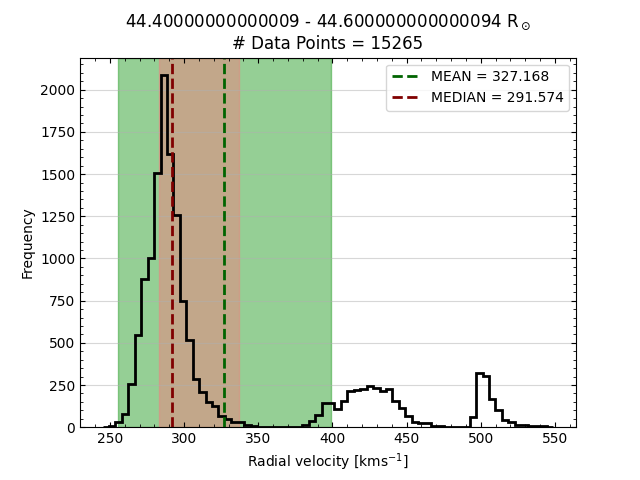 44.40000000000009 - 44.600000000000094 R⊙
# Data Points = 15265
MEAN = 327.168
MEDIAN = 291.574
Frequency
2000
1750
1500
1250
1000
750
500
250
0
250 300 350 400 450 500 550
Radial velocity [kms⁻¹]